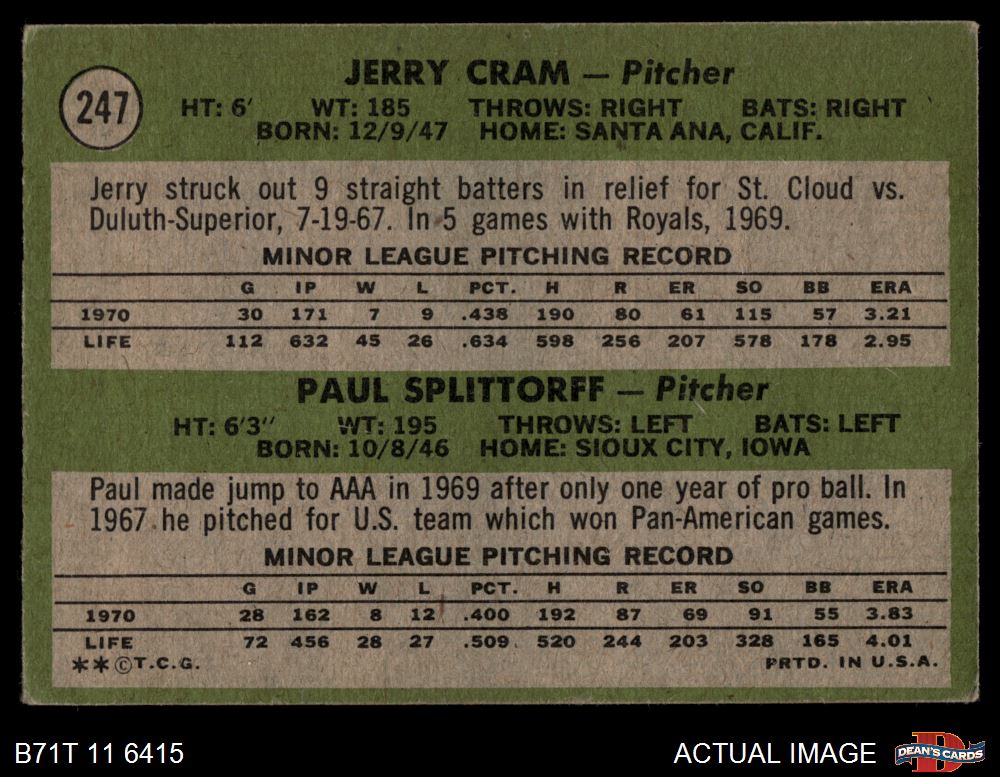 247
JERRY CRAM — Pitcher
HT: 6' WT: 185 THROWS: RIGHT BATS: RIGHT
BORN: 12/9/47 HOME: SANTA ANA, CALIF.
Jerry struck out 9 straight batters in relief for St. Cloud vs.
Duluth-Superior, 7-19-67. In 5 games with Royals, 1969.
MINOR LEAGUE PITCHING RECORD
G IP W L PCT. H R ER SO BB ERA
1970 30 171 7 9 .438 190 80 61 115 57 3.21
LIFE 112 632 45 26 .634 598 256 207 578 178 2.95
PAUL SPLITTORFF — Pitcher
HT: 6'3" WT: 195 THROWS: LEFT BATS: LEFT
BORN: 10/8/46 HOME: SIOUX CITY, IOWA
Paul made jump to AAA in 1969 after only one year of pro ball. In
1967 he pitched for U.S. team which won Pan-American games.
MINOR LEAGUE PITCHING RECORD
G IP W L PCT. H R ER SO BB ERA
1970 28 162 8 12 .400 192 87 69 91 55 3.83
LIFE 72 456 28 27 .509 520 244 203 328 165 4.01
**©T.C.G. PRTD. IN U.S.A.
B71T 11 6415 ACTUAL IMAGE D DEAN'S CARDS